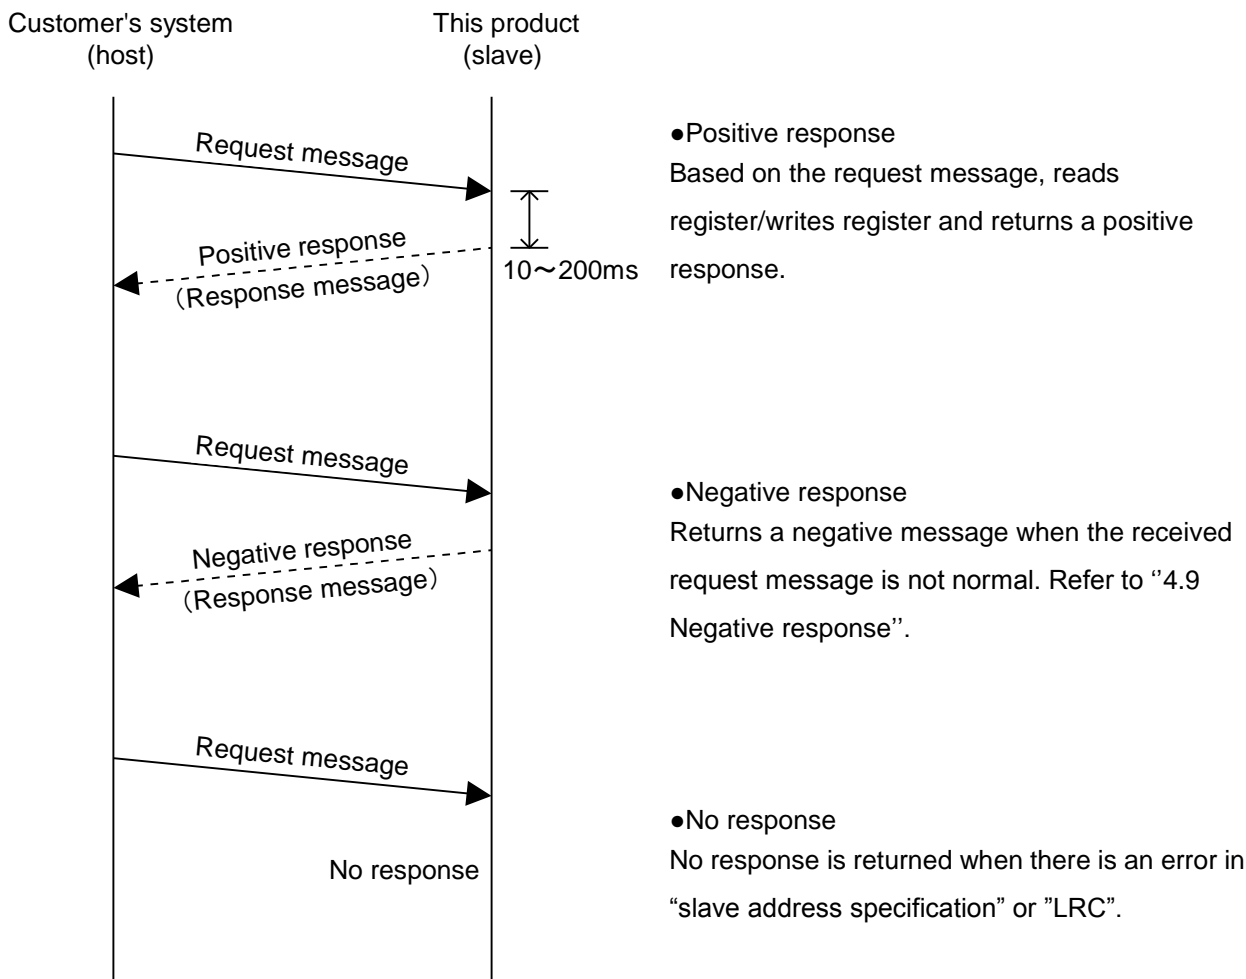 Customer's system
(host)
This product
(slave)
Request message
Positive response
（Response message）
10～200ms
●Positive response
Based on the request message, reads
register/writes register and returns a positive
response.
Request message
Negative response
（Response message）
●Negative response
Returns a negative message when the received
request message is not normal. Refer to ‘’4.9
Negative response’’.
Request message
No response
●No response
No response is returned when there is an error in
“slave address specification” or ”LRC”.